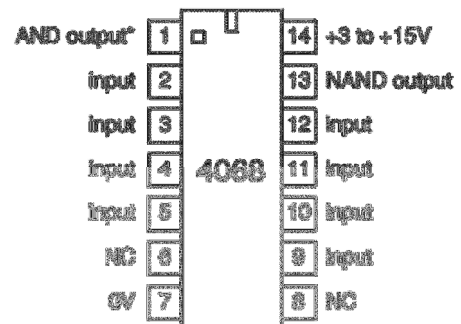 AND output* 1 14 +3 to +15V
input 2 13 NAND output
input 3 12 input
input 4 4068 11 input
input 5 10 input
NC 6 9 input
0V 7 8 NC